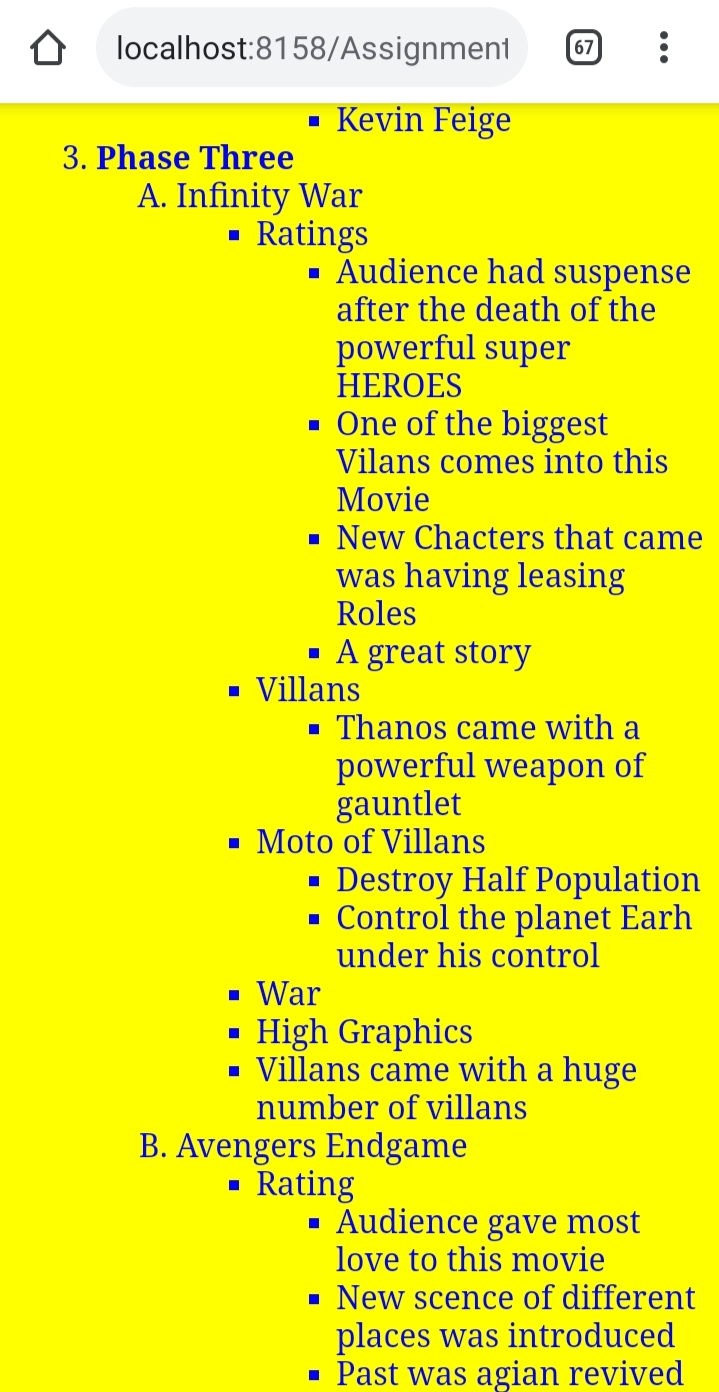 localhost:8158/Assignment
67
Kevin Feige
3. Phase Three
A. Infinity War
Ratings
Audience had suspense
after the death of the
powerful super
HEROES
One of the biggest
Vilans comes into this
Movie
New Chacters that came
was having leasing
Roles
A great story
Villans
Thanos came with a
powerful weapon of
gauntlet
Moto of Villans
Destroy Half Population
Control the planet Earh
under his control
War
High Graphics
Villans came with a huge
number of villans
B. Avengers Endgame
Rating
Audience gave most
love to this movie
New scence of different
places was introduced
Past was agian revived